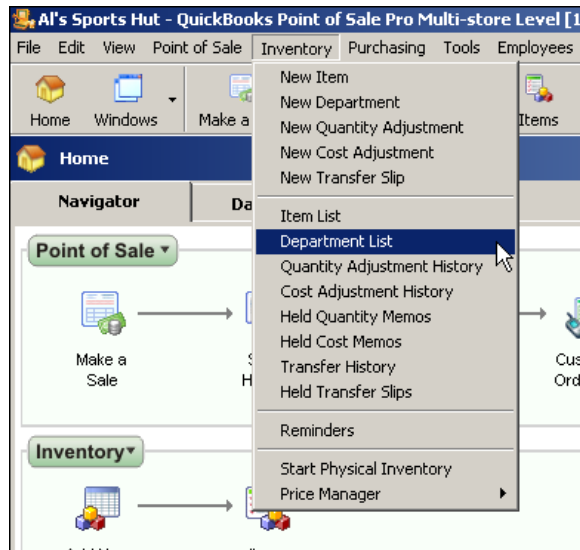 Al's Sports Hut - QuickBooks Point of Sale Pro Multi-store Level [1
File Edit View Point of Sale Inventory Purchasing Tools Employees
Home Windows Make a Items
Home
Navigator Da
Point of Sale
Make a
Sale
Cus
Ord
Inventory
New Item
New Department
New Quantity Adjustment
New Cost Adjustment
New Transfer Slip
Item List
Department List
Quantity Adjustment History
Cost Adjustment History
Held Quantity Memos
Held Cost Memos
Transfer History
Held Transfer Slips
Reminders
Start Physical Inventory
Price Manager